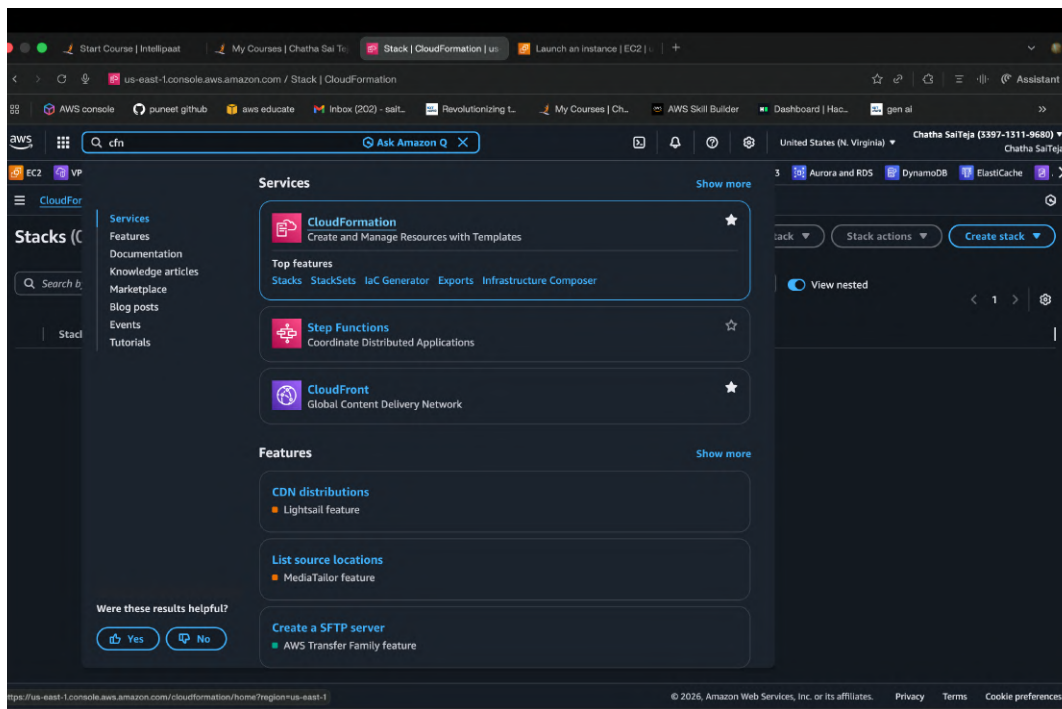 Start Course | Intellipaat
My Courses | Chatha Sai Te
Stack | CloudFormation | us
Launch an instance | EC2 | u
us-east-1.console.aws.amazon.com / Stack | CloudFormation
Assistant
AWS console
puneet github
aws educate
Inbox (202) - sait...
Revolutionizing t...
My Courses | Ch...
AWS Skill Builder
Dashboard | Hac...
gen ai
aws
cfn
Ask Amazon Q
United States (N. Virginia)
Chatha SaiTeja (3397-1311-9680)
Chatha SaiTeja
EC2
VP
3
Aurora and RDS
DynamoDB
ElastiCache
CloudFor
Stacks (0
Search b
Stack
Services
Features
Documentation
Knowledge articles
Marketplace
Blog posts
Events
Tutorials
Were these results helpful?
Yes
No
Services
Show more
CloudFormation
Create and Manage Resources with Templates
Top features
Stacks StackSets IaC Generator Exports Infrastructure Composer
Step Functions
Coordinate Distributed Applications
CloudFront
Global Content Delivery Network
Features
Show more
CDN distributions
Lightsail feature
List source locations
MediaTailor feature
Create a SFTP server
AWS Transfer Family feature
tack
Stack actions
Create stack
View nested
1
ttps://us-east-1.console.aws.amazon.com/cloudformation/home?region=us-east-1
© 2026, Amazon Web Services, Inc. or its affiliates.
Privacy
Terms
Cookie preferences